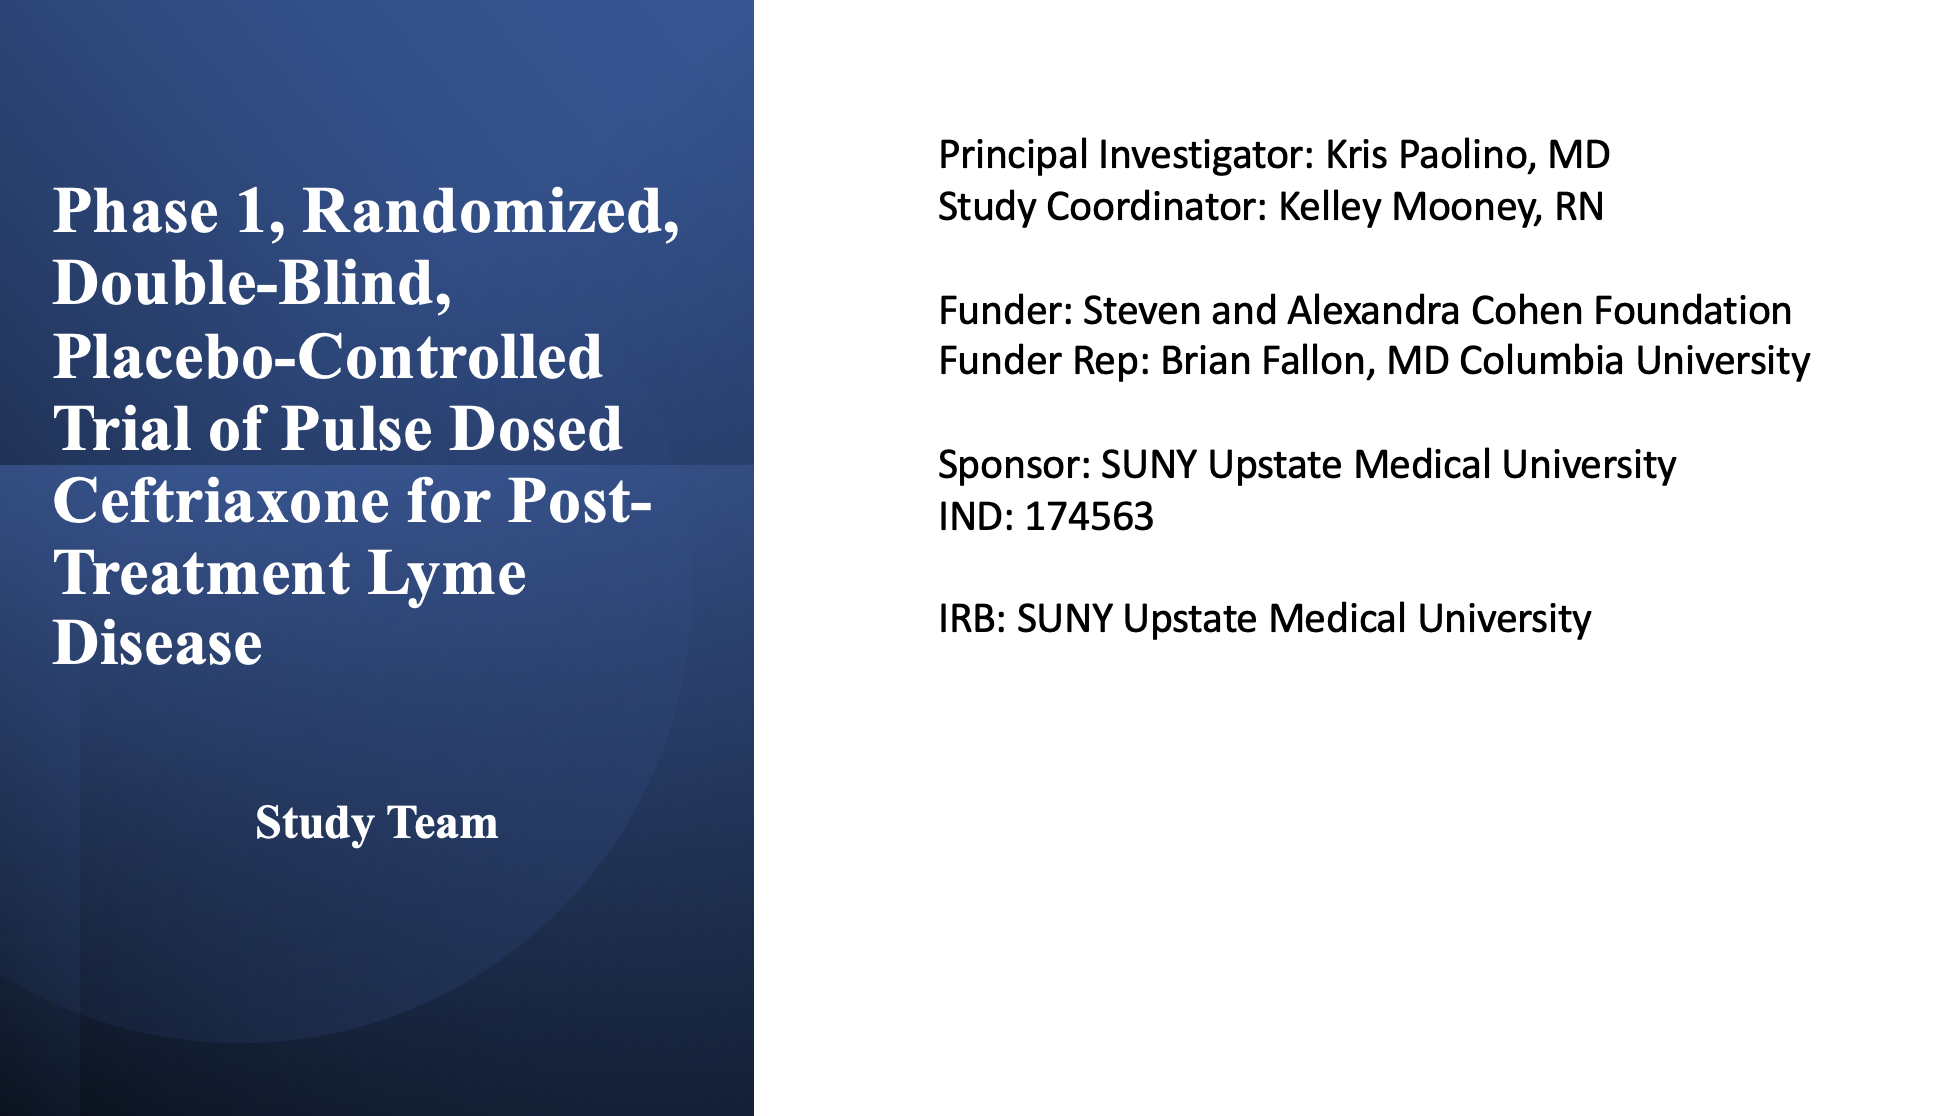 Phase 1, Randomized,
Double-Blind,
Placebo-Controlled
Trial of Pulse Dosed
Ceftriaxone for Post-
Treatment Lyme
Disease
Study Team
Principal Investigator: Kris Paolino, MD
Study Coordinator: Kelley Mooney, RN
Funder: Steven and Alexandra Cohen Foundation
Funder Rep: Brian Fallon, MD Columbia University
Sponsor: SUNY Upstate Medical University
IND: 174563
IRB: SUNY Upstate Medical University